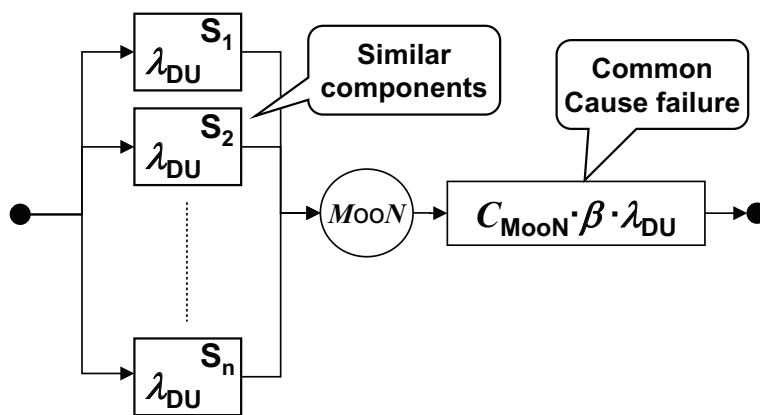 S1
λDU
Similar
components
S2
λDU
Common
Cause failure
MooN
CMooN·β·λDU
Sn
λDU